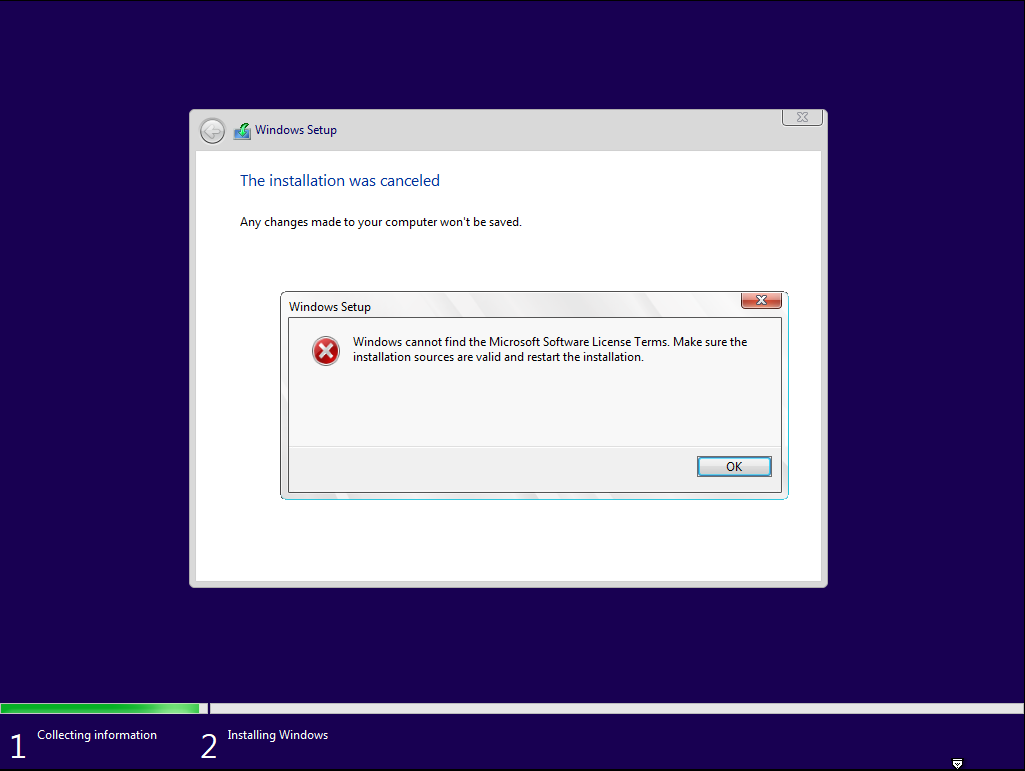 Windows Setup
The installation was canceled
Any changes made to your computer won't be saved.
Windows Setup
Windows cannot find the Microsoft Software License Terms. Make sure the
installation sources are valid and restart the installation.
OK
1 Collecting information
2 Installing Windows